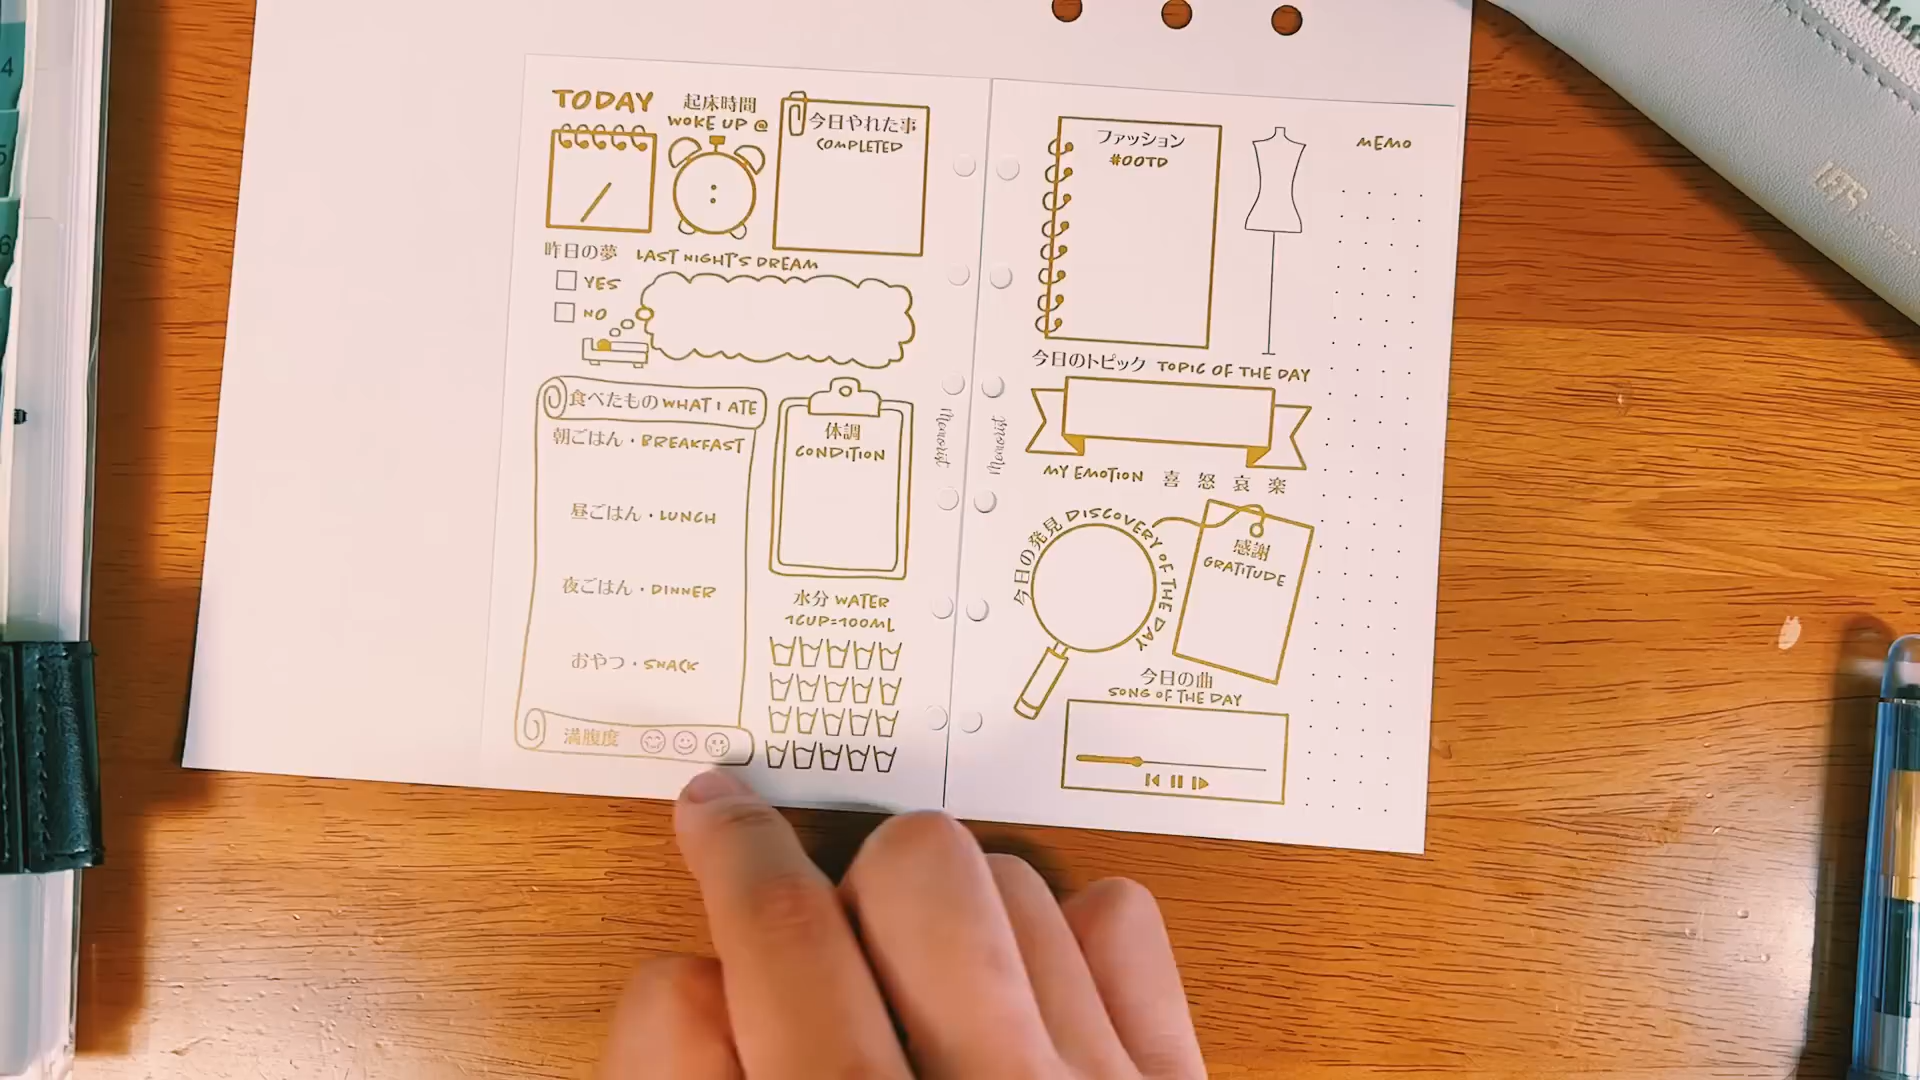 TODAY
起床時間
WOKE UP @
:
今日やれた事
COMPLETED
昨日の夢 LAST NIGHT'S DREAM
YES
NO
食べたもの WHAT I ATE
朝ごはん・BREAKFAST
昼ごはん・LUNCH
夜ごはん・DINNER
おやつ・SNACK
満腹度
体調
CONDITION
水分 WATER
1CUP=100ML
Memorist
Memorist
ファッション
#OOTD
MEMO
今日のトピック TOPIC OF THE DAY
MY EMOTION 喜 怒 哀 楽
今日の発見 DISCOVERY OF THE DAY
感謝
GRATITUDE
今日の曲
SONG OF THE DAY
4
5
6